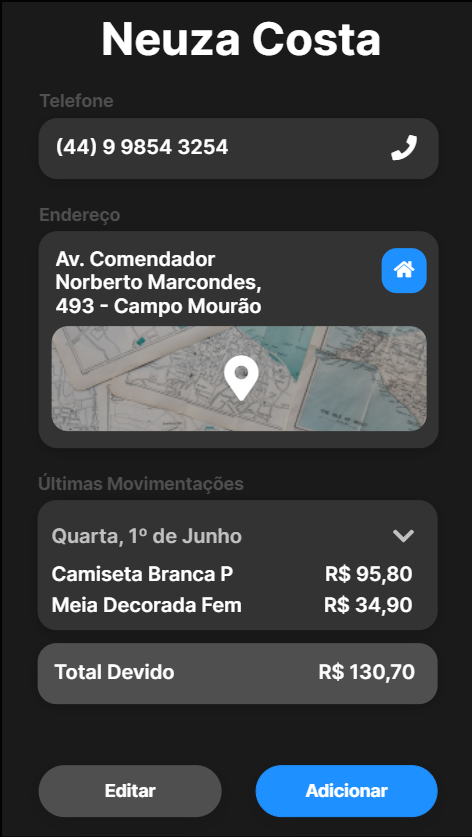 Neuza Costa
Telefone
(44) 9 9854 3254
Endereço
Av. Comendador
Norberto Marcondes,
493 - Campo Mourão
Últimas Movimentações
Quarta, 1º de Junho
Camiseta Branca P R$ 95,80
Meia Decorada Fem R$ 34,90
Total Devido R$ 130,70
Editar Adicionar